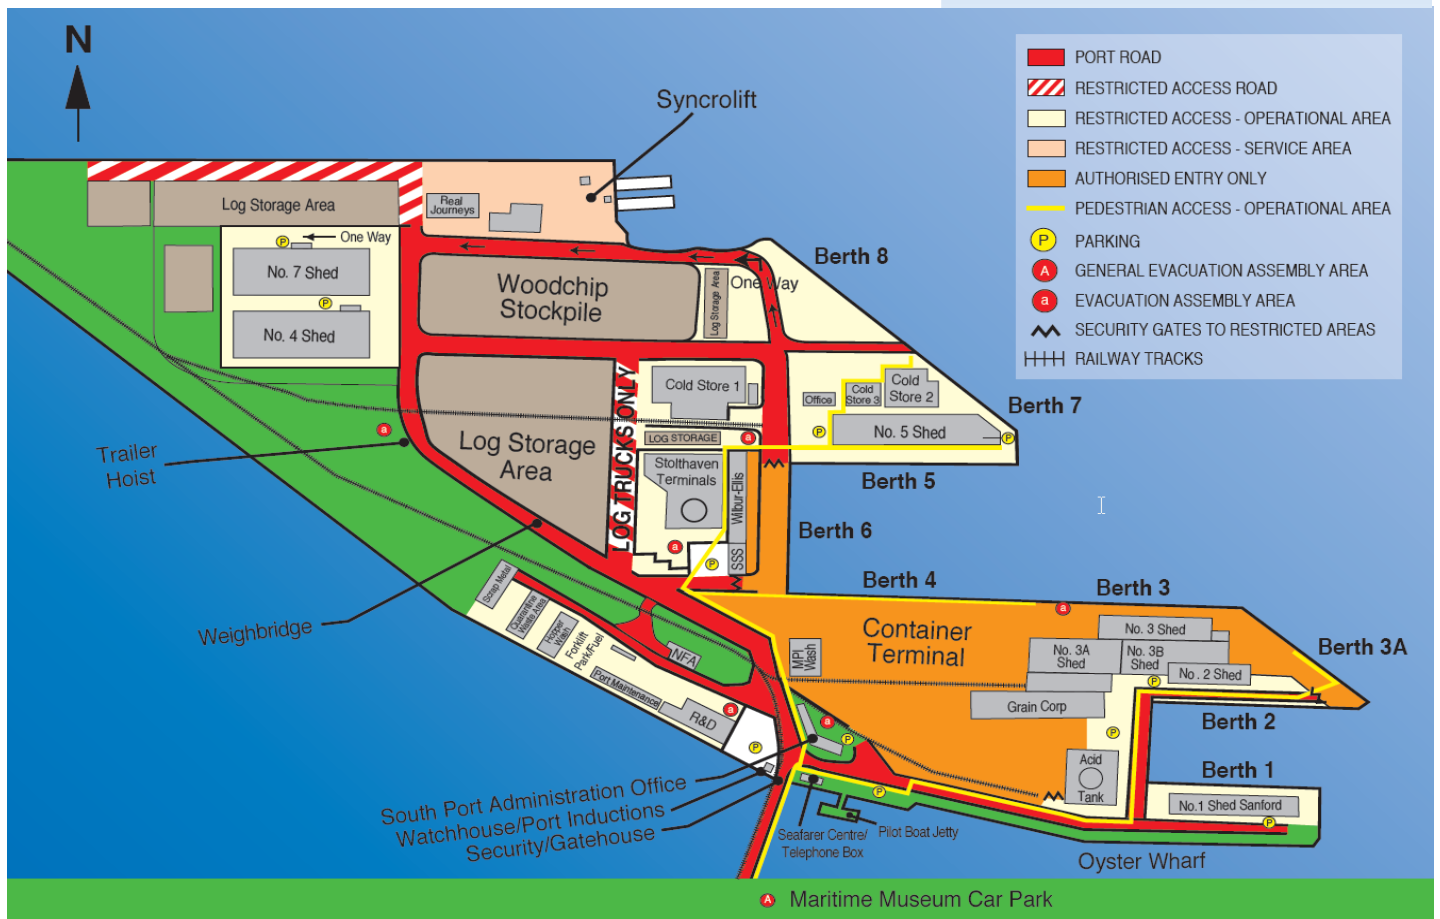 N
PORT ROAD
RESTRICTED ACCESS ROAD
RESTRICTED ACCESS - OPERATIONAL AREA
RESTRICTED ACCESS - SERVICE AREA
AUTHORISED ENTRY ONLY
PEDESTRIAN ACCESS - OPERATIONAL AREA
P PARKING
A GENERAL EVACUATION ASSEMBLY AREA
a EVACUATION ASSEMBLY AREA
SECURITY GATES TO RESTRICTED AREAS
RAILWAY TRACKS
Syncrolift
Log Storage Area
Real
Journeys
P
One Way
No. 7 Shed
P
No. 4 Shed
Woodchip
Stockpile
Log Storage Area
One Way
Berth 8
Cold Store 1
LOG TRUCKS ONLY
LOG STORAGE
a
Office
Cold
Store 3
Cold
Store 2
P
No. 5 Shed
P
Berth 7
Berth 5
a
Trailer
Hoist
Log Storage
Area
Stolthaven
Terminals
Wilbur-Ellis
SSS
a
P
Berth 6
Berth 4
Berth 3
a
Berth 3A
Weighbridge
Scrap Metal
Quarantine
Waste Area
Hopper
Wash
Forklift
Park/Fuel
Port Maintenance
R&D
a
P
NFA
MPI
Wash
Container
Terminal
No. 3 Shed
No. 3A
Shed
No. 3B
Shed
No. 2 Shed
P
Grain Corp
P
Berth 2
a
P
Acid
Tank
Berth 1
No.1 Shed Sanford
P
P
South Port Administration Office
Watchhouse/Port Inductions
Security/Gatehouse
Seafarer Centre/
Telephone Box
Pilot Boat Jetty
Oyster Wharf
A Maritime Museum Car Park